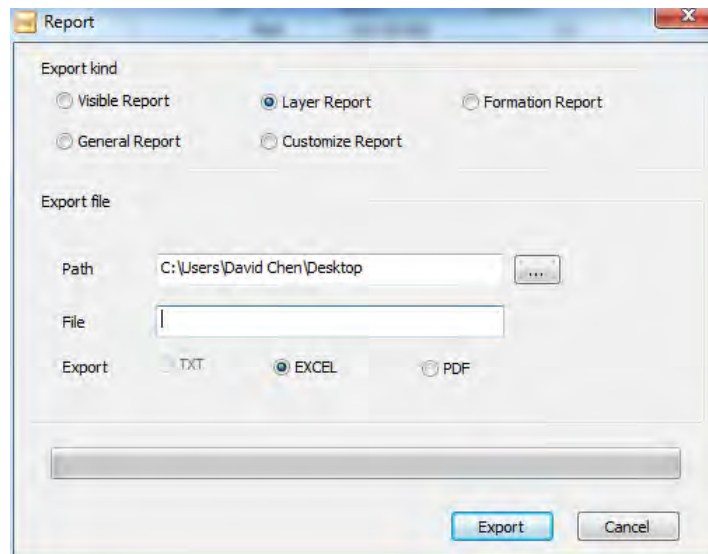 Report
Export kind
Visible Report Layer Report Formation Report
General Report Customize Report
Export file
Path C:\Users\David Chen\Desktop ...
File
Export TXT EXCEL PDF
Export Cancel